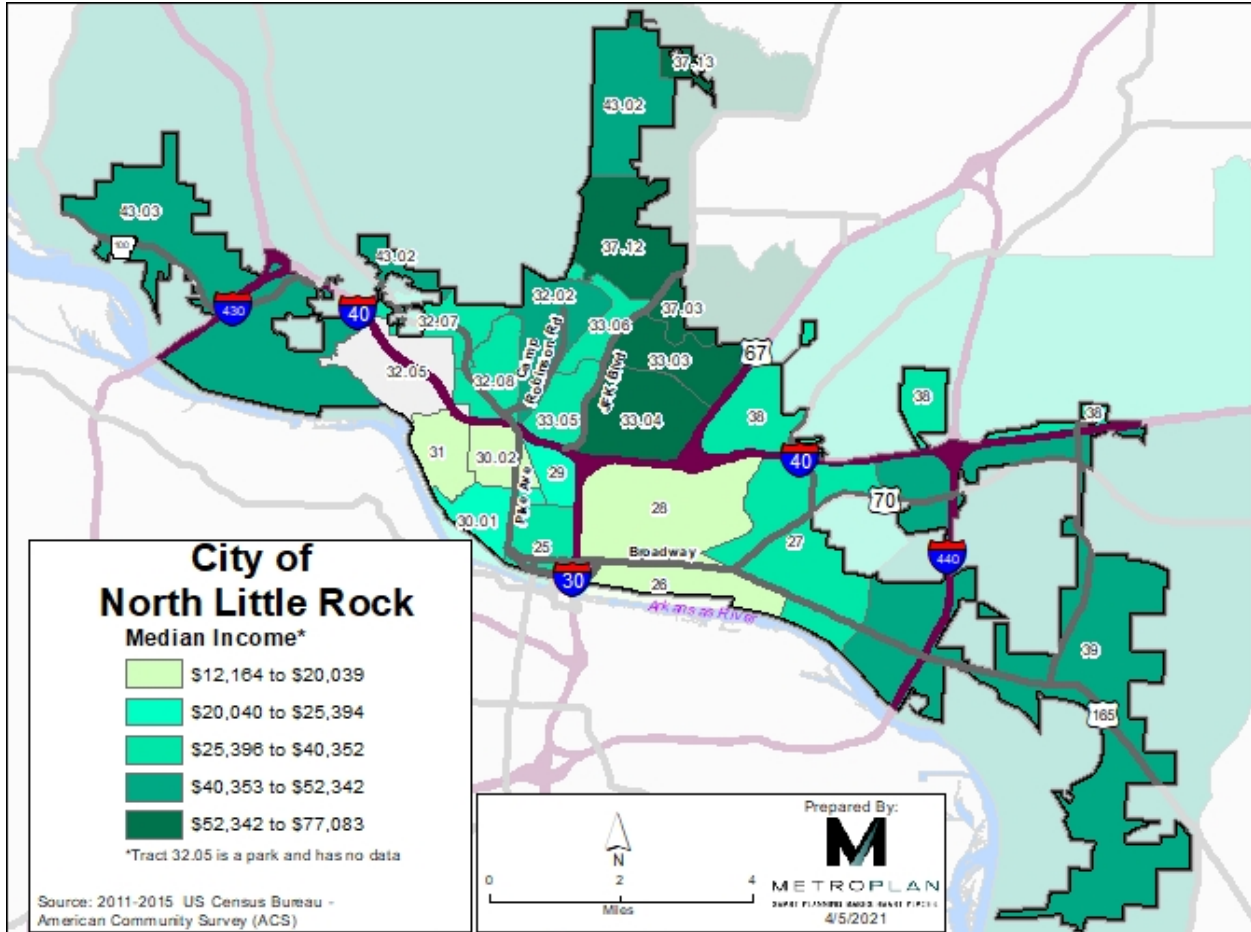 37.13
43.02
43.03
100
37.12
43.02
430
40
32.02
37.03
32.07
33.06
Camp
Robinson Rd
JFK Blvd
67
33.03
32.05
32.08
33.05
33.04
38
38
38
31
30.02
29
40
70
Pike Ave
28
30.01
25
Broadway
27
440
30
26
Arkansas River
39
165
City of
North Little Rock
Median Income*
$12,164 to $20,039
$20,040 to $25,394
$25,396 to $40,352
$40,353 to $52,342
$52,342 to $77,083
*Tract 32.05 is a park and has no data
Source: 2011-2015 US Census Bureau -
American Community Survey (ACS)
N
0 2 4
Miles
Prepared By:
METROPLAN
SMART PLANNING MAKES SMART PLACES
4/5/2021